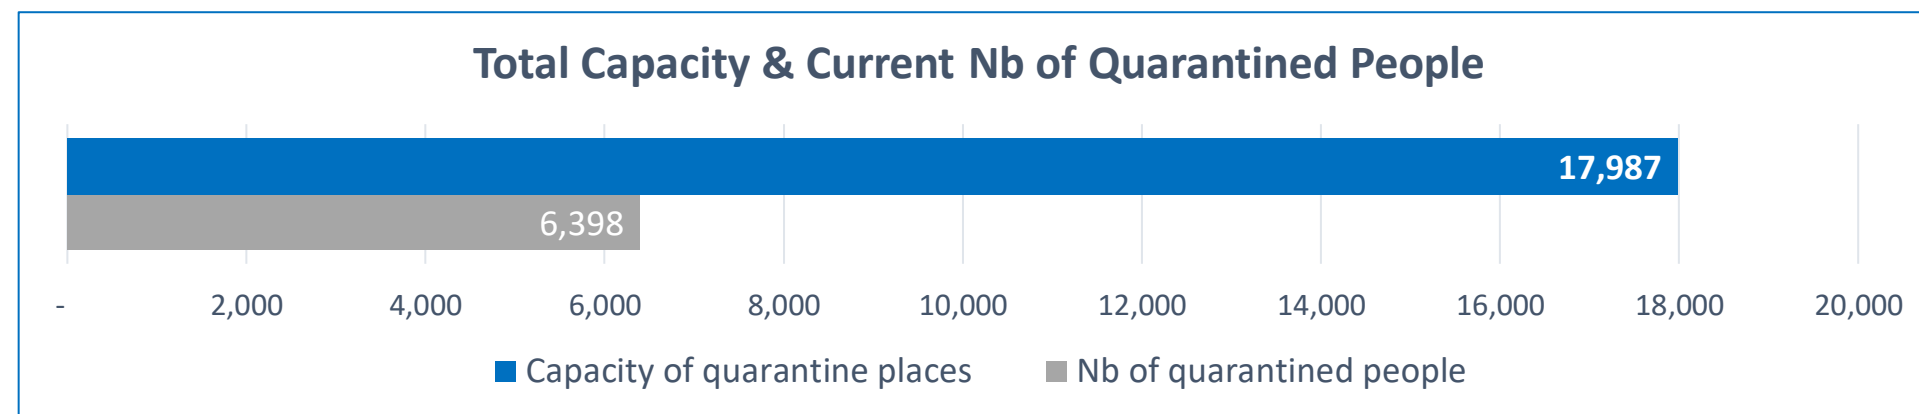 Total Capacity & Current Nb of Quarantined People
17,987
6,398
- 2,000 4,000 6,000 8,000 10,000 12,000 14,000 16,000 18,000 20,000
Capacity of quarantine places Nb of quarantined people